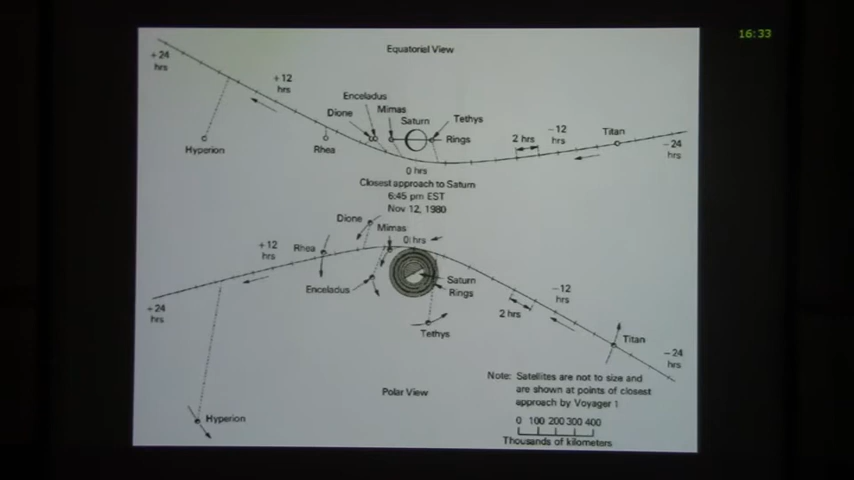 16:33
Equatorial View
+24
hrs
+12
hrs
Enceladus
Mimas
Dione
Saturn
Tethys
Rings
Hyperion
Rhea
2 hrs
-12
hrs
Titan
-24
hrs
0 hrs
Closest approach to Saturn
6:45 pm EST
Nov 12, 1980
Dione
Mimas
0 hrs
+12
hrs
Rhea
Enceladus
Saturn
Rings
-12
hrs
2 hrs
+24
hrs
Tethys
Titan
-24
hrs
Hyperion
Polar View
Note: Satellites are not to size and
are shown at points of closest
approach by Voyager 1
0 100 200 300 400
Thousands of kilometers